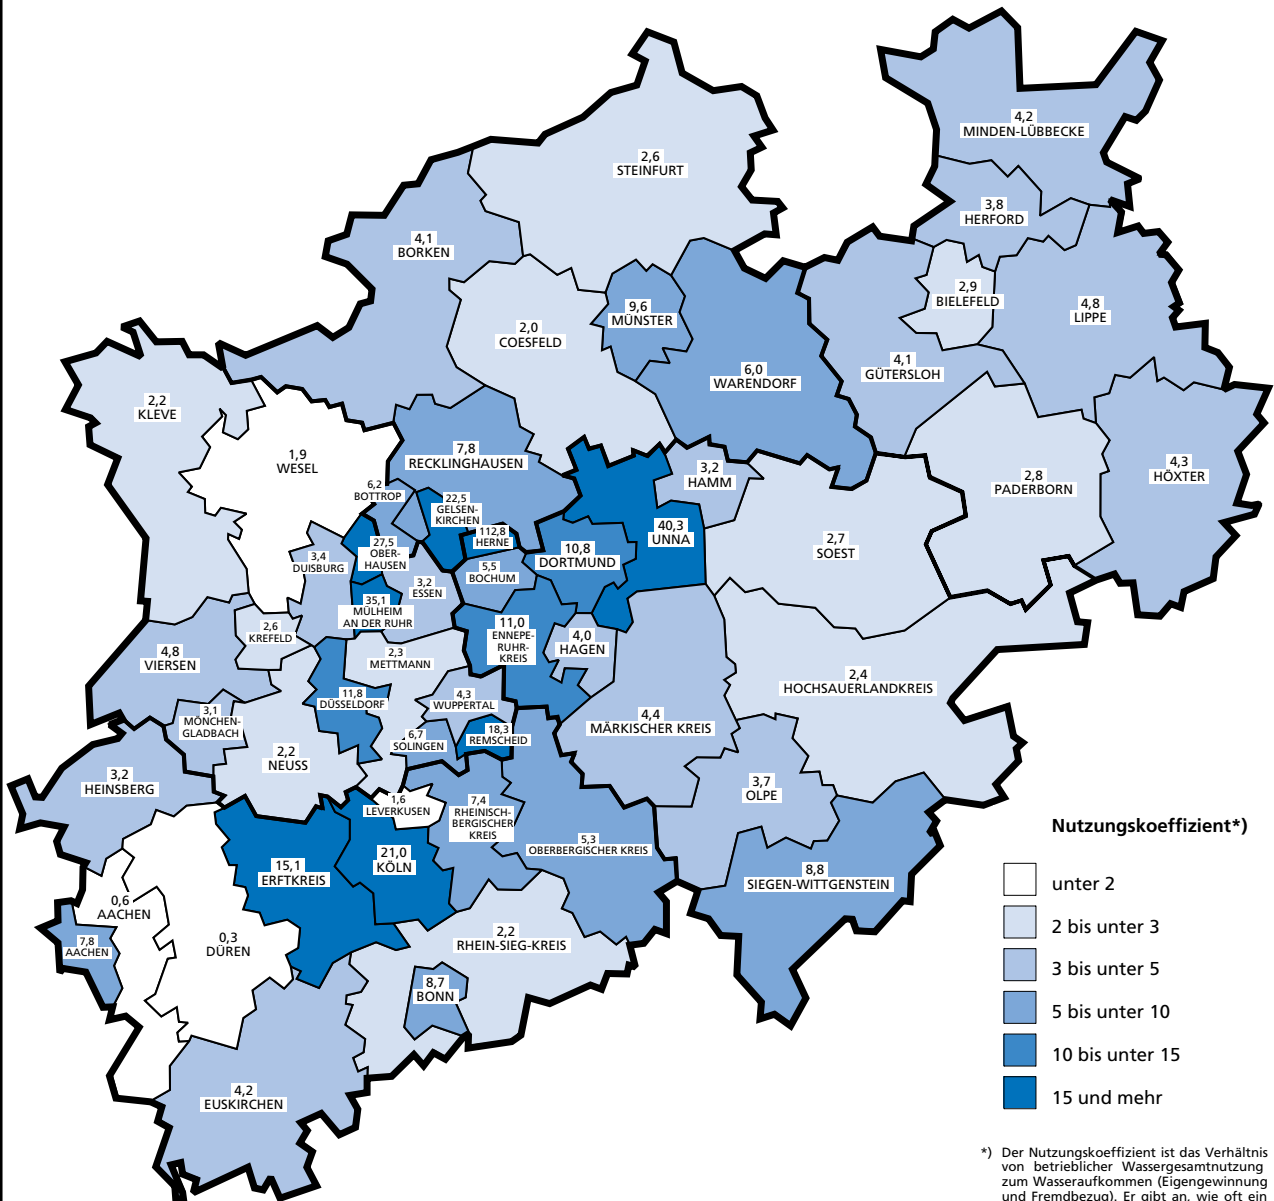 4,2
MINDEN-LÜBBECKE
2,6
STEINFURT
3,8
HERFORD
4,1
BORKEN
2,9
BIELEFELD
4,8
LIPPE
9,6
MÜNSTER
2,0
COESFELD
4,1
GÜTERSLOH
6,0
WARENDORF
2,2
KLEVE
1,9
WESEL
7,8
RECKLINGHAUSEN
3,2
HAMM
2,8
PADERBORN
4,3
HÖXTER
6,2
BOTTROP
22,5
GELSEN-
KIRCHEN
112,8
HERNE
40,3
UNNA
2,7
SOEST
27,5
OBER-
HAUSEN
10,8
DORTMUND
3,4
DUISBURG
5,5
BOCHUM
3,2
ESSEN
35,1
MÜLHEIM
AN DER RUHR
2,6
KREFELD
11,0
ENNEPE-
RUHR-
KREIS
4,0
HAGEN
4,8
VIERSEN
2,3
METTMANN
2,4
HOCHSAUERLANDKREIS
11,8
DÜSSELDORF
4,3
WUPPERTAL
3,1
MÖNCHEN-
GLADBACH
4,4
MÄRKISCHER KREIS
6,7
SOLINGEN
18,3
REMSCHEID
2,2
NEUSS
3,2
HEINSBERG
3,7
OLPE
1,6
LEVERKUSEN
7,4
RHEINISCH-
BERGISCHER
KREIS
5,3
OBERBERGISCHER KREIS
15,1
ERFTKREIS
21,0
KÖLN
8,8
SIEGEN-WITTGENSTEIN
0,6
AACHEN
7,8
AACHEN
0,3
DÜREN
2,2
RHEIN-SIEG-KREIS
8,7
BONN
4,2
EUSKIRCHEN
Nutzungskoeffizient*)
unter 2
2 bis unter 3
3 bis unter 5
5 bis unter 10
10 bis unter 15
15 und mehr
*) Der Nutzungskoeffizient ist das Verhältnis
von betrieblicher Wassergesamtnutzung
zum Wasseraufkommen (Eigengewinnung
und Fremdbezug). Er gibt an, wie oft ein